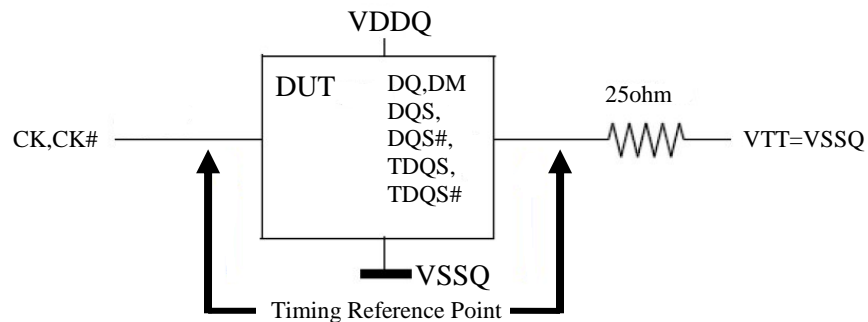 VDDQ
DUT
DQ,DM
DQS,
DQS#,
TDQS,
TDQS#
25ohm
CK,CK#
VTT=VSSQ
VSSQ
Timing Reference Point